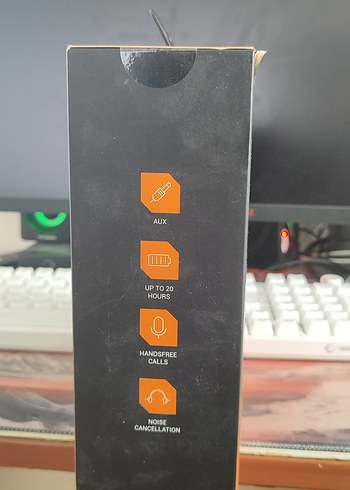 AUX
UP TO 20
HOURS
HANDSFREE
CALLS
NOISE
CANCELLATION